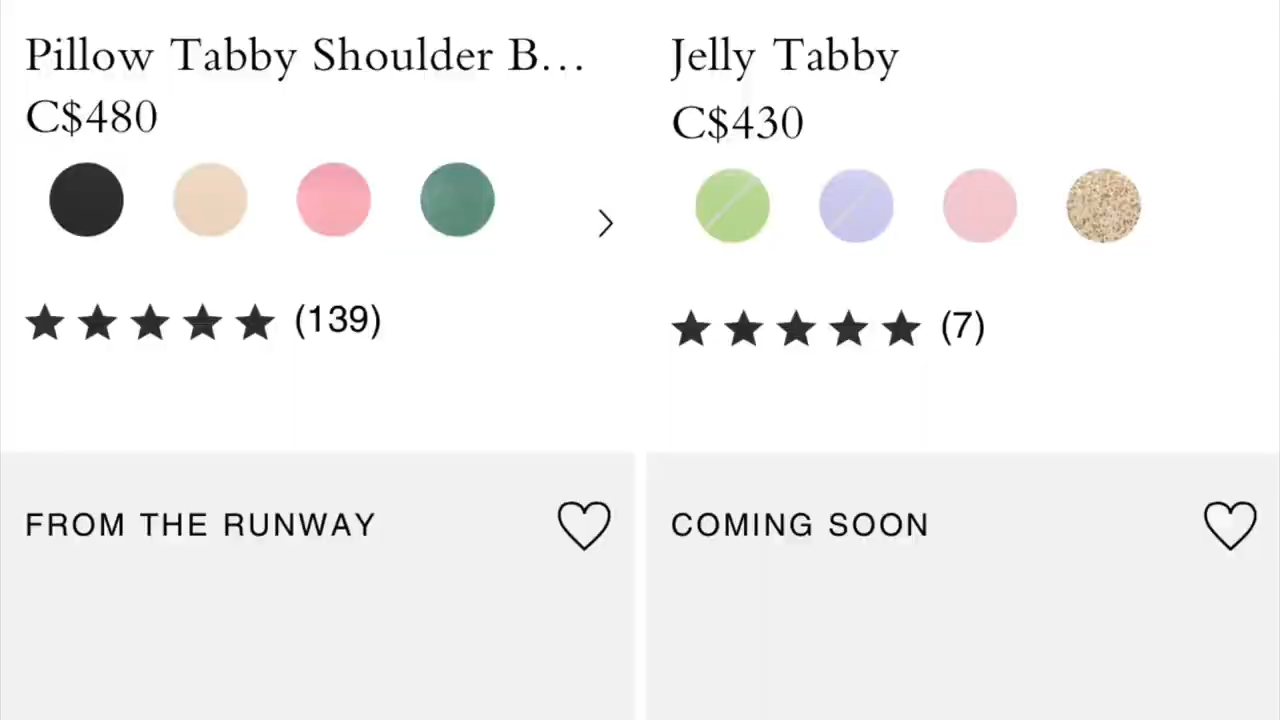 Pillow Tabby Shoulder B...
C$480
(139)
Jelly Tabby
C$430
(7)
FROM THE RUNWAY
COMING SOON